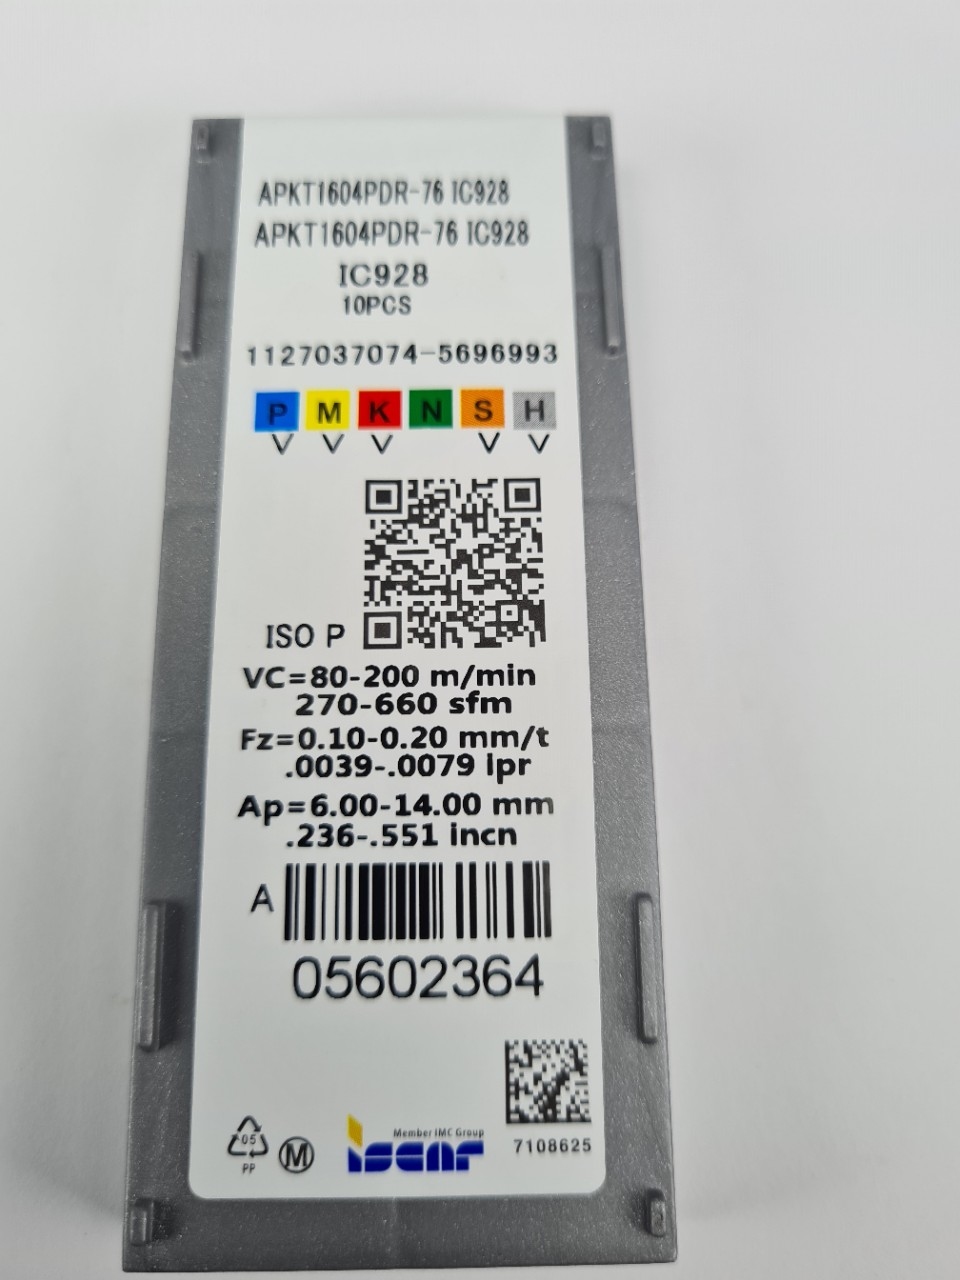 APKT1604PDR-76 IC928
APKT1604PDR-76 IC928
IC928
10PCS
1127037074-5696993
P M K N S H
V V V V V
ISO P
VC=80-200 m/min
270-660 sfm
Fz=0.10-0.20 mm/t
.0039-.0079 ipr
Ap=6.00-14.00 mm
.236-.551 incn
A
05602364
7108625
05
PP
M
Member IMC Group
iscar